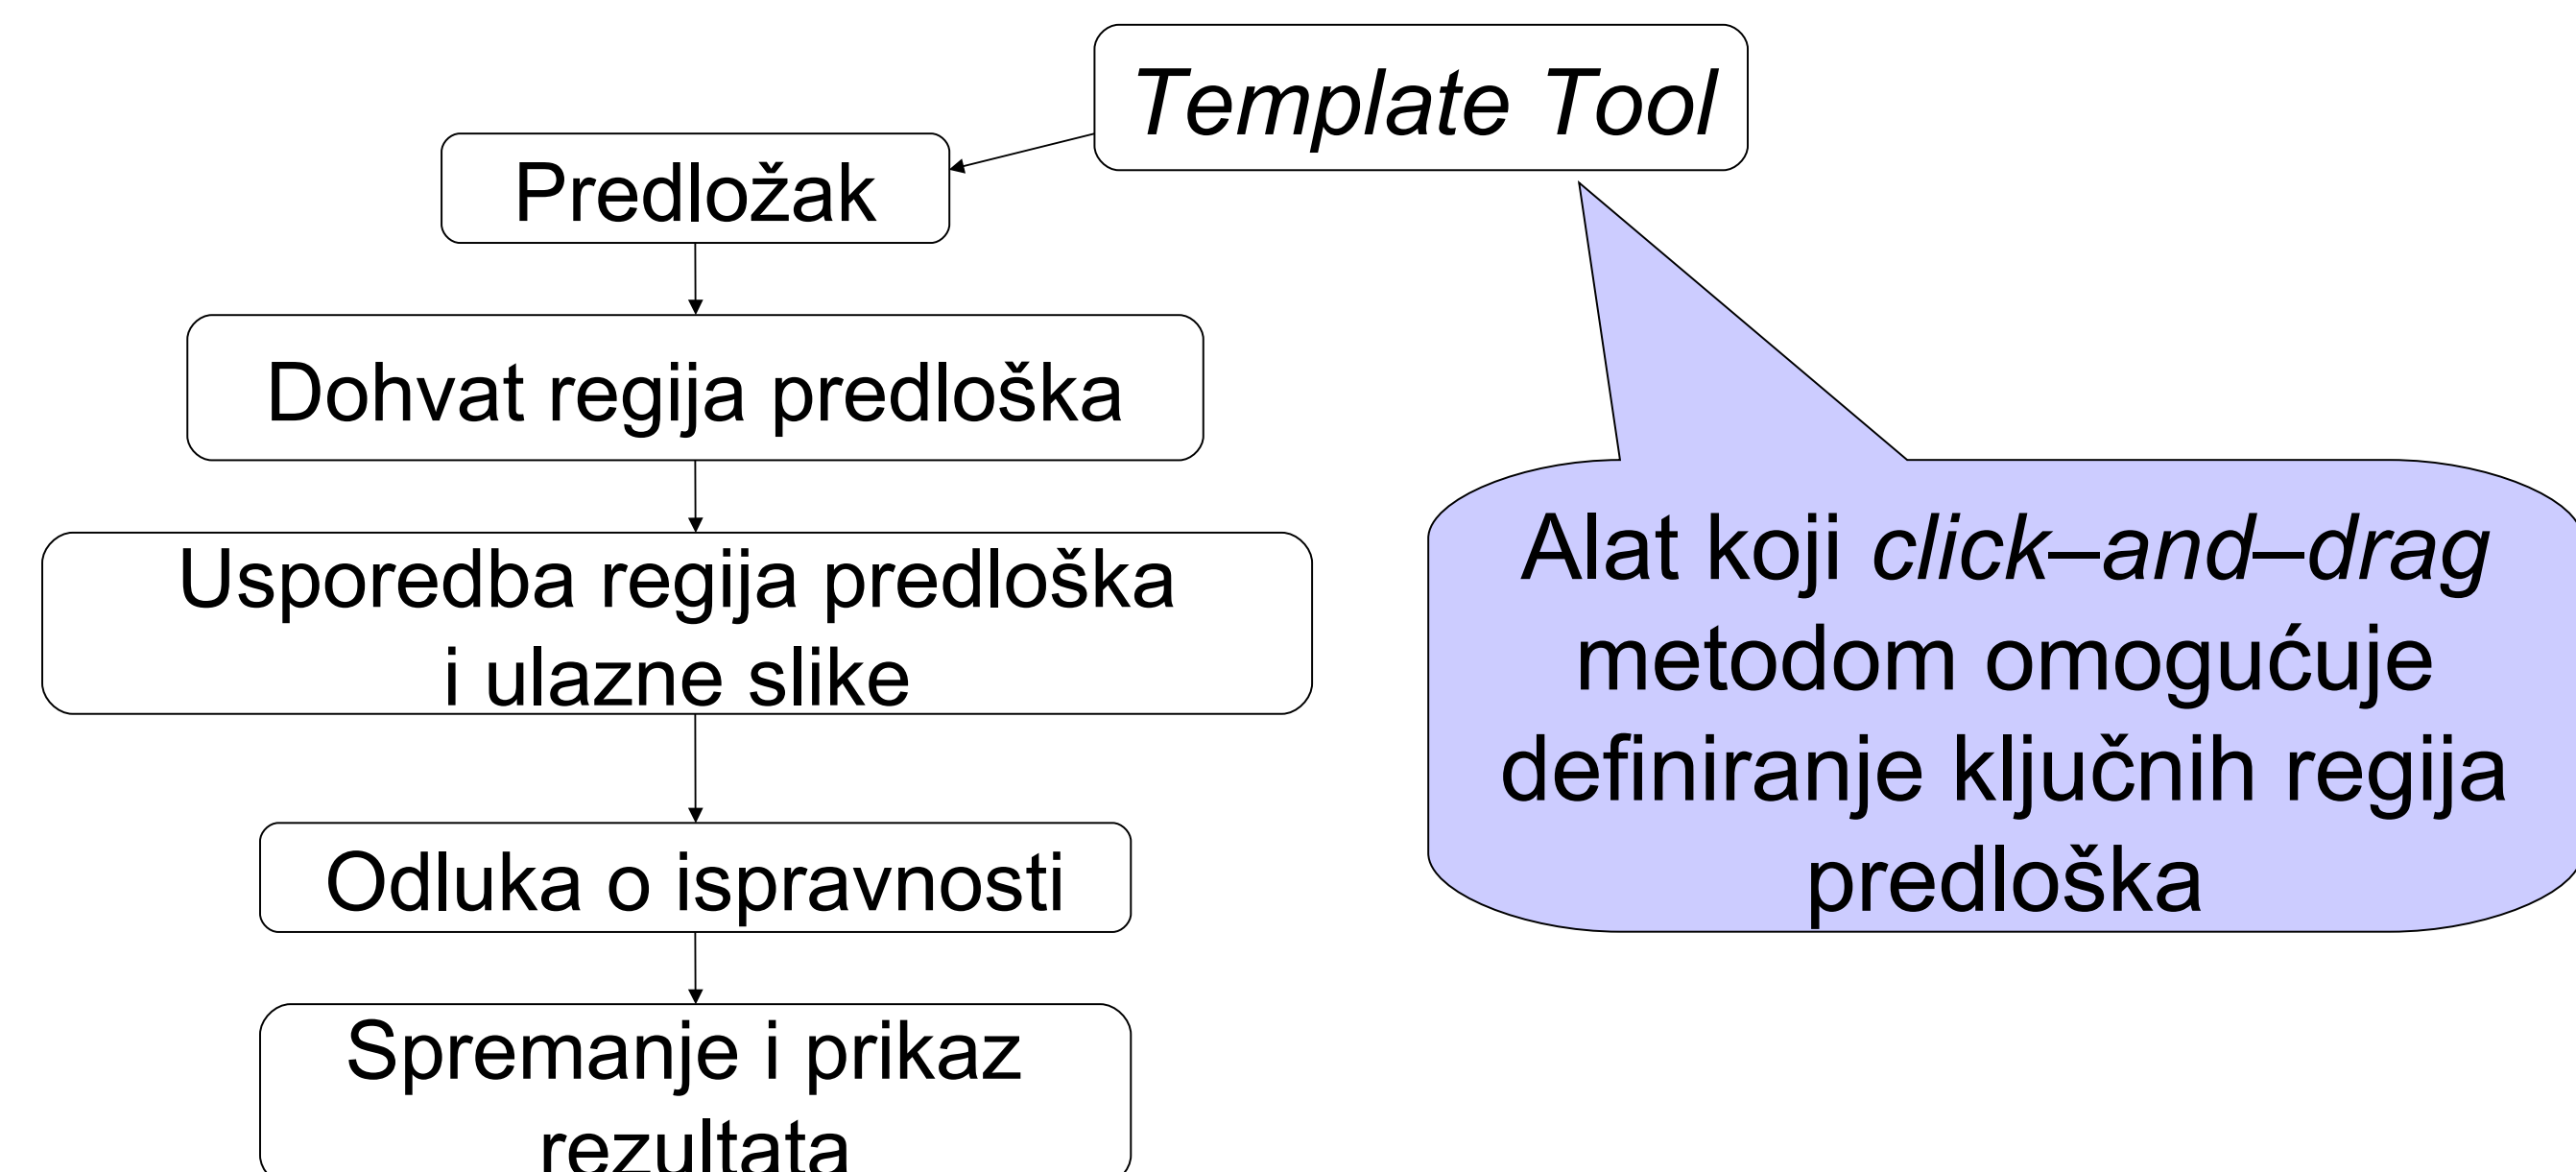 Template Tool
Predložak
Dohvat regija predloška
Usporedba regija predloška
i ulazne slike
Alat koji click–and–drag
metodom omogućuje
definiranje ključnih regija
predloška
Odluka o ispravnosti
Spremanje i prikaz
rezultata